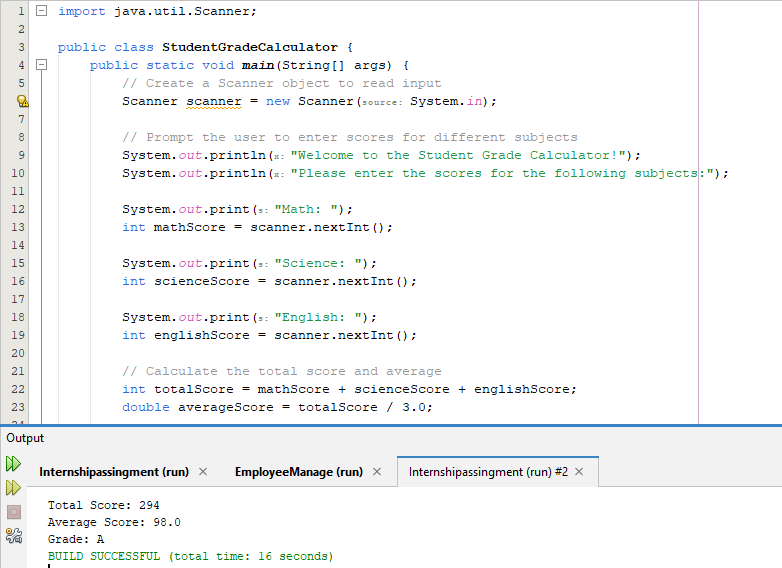 1 import java.util.Scanner;
2
3 public class StudentGradeCalculator {
4 public static void main(String[] args) {
5 // Create a Scanner object to read input
Scanner scanner = new Scanner(source: System.in);
7
8 // Prompt the user to enter scores for different subjects
9 System.out.println(x: "Welcome to the Student Grade Calculator!");
10 System.out.println(x: "Please enter the scores for the following subjects:");
11
12 System.out.print(s: "Math: ");
13 int mathScore = scanner.nextInt();
14
15 System.out.print(s: "Science: ");
16 int scienceScore = scanner.nextInt();
17
18 System.out.print(s: "English: ");
19 int englishScore = scanner.nextInt();
20
21 // Calculate the total score and average
22 int totalScore = mathScore + scienceScore + englishScore;
23 double averageScore = totalScore / 3.0;
Output
Internshipassingment (run) × EmployeeManage (run) × Internshipassingment (run) #2 ×
Total Score: 294
Average Score: 98.0
Grade: A
BUILD SUCCESSFUL (total time: 16 seconds)